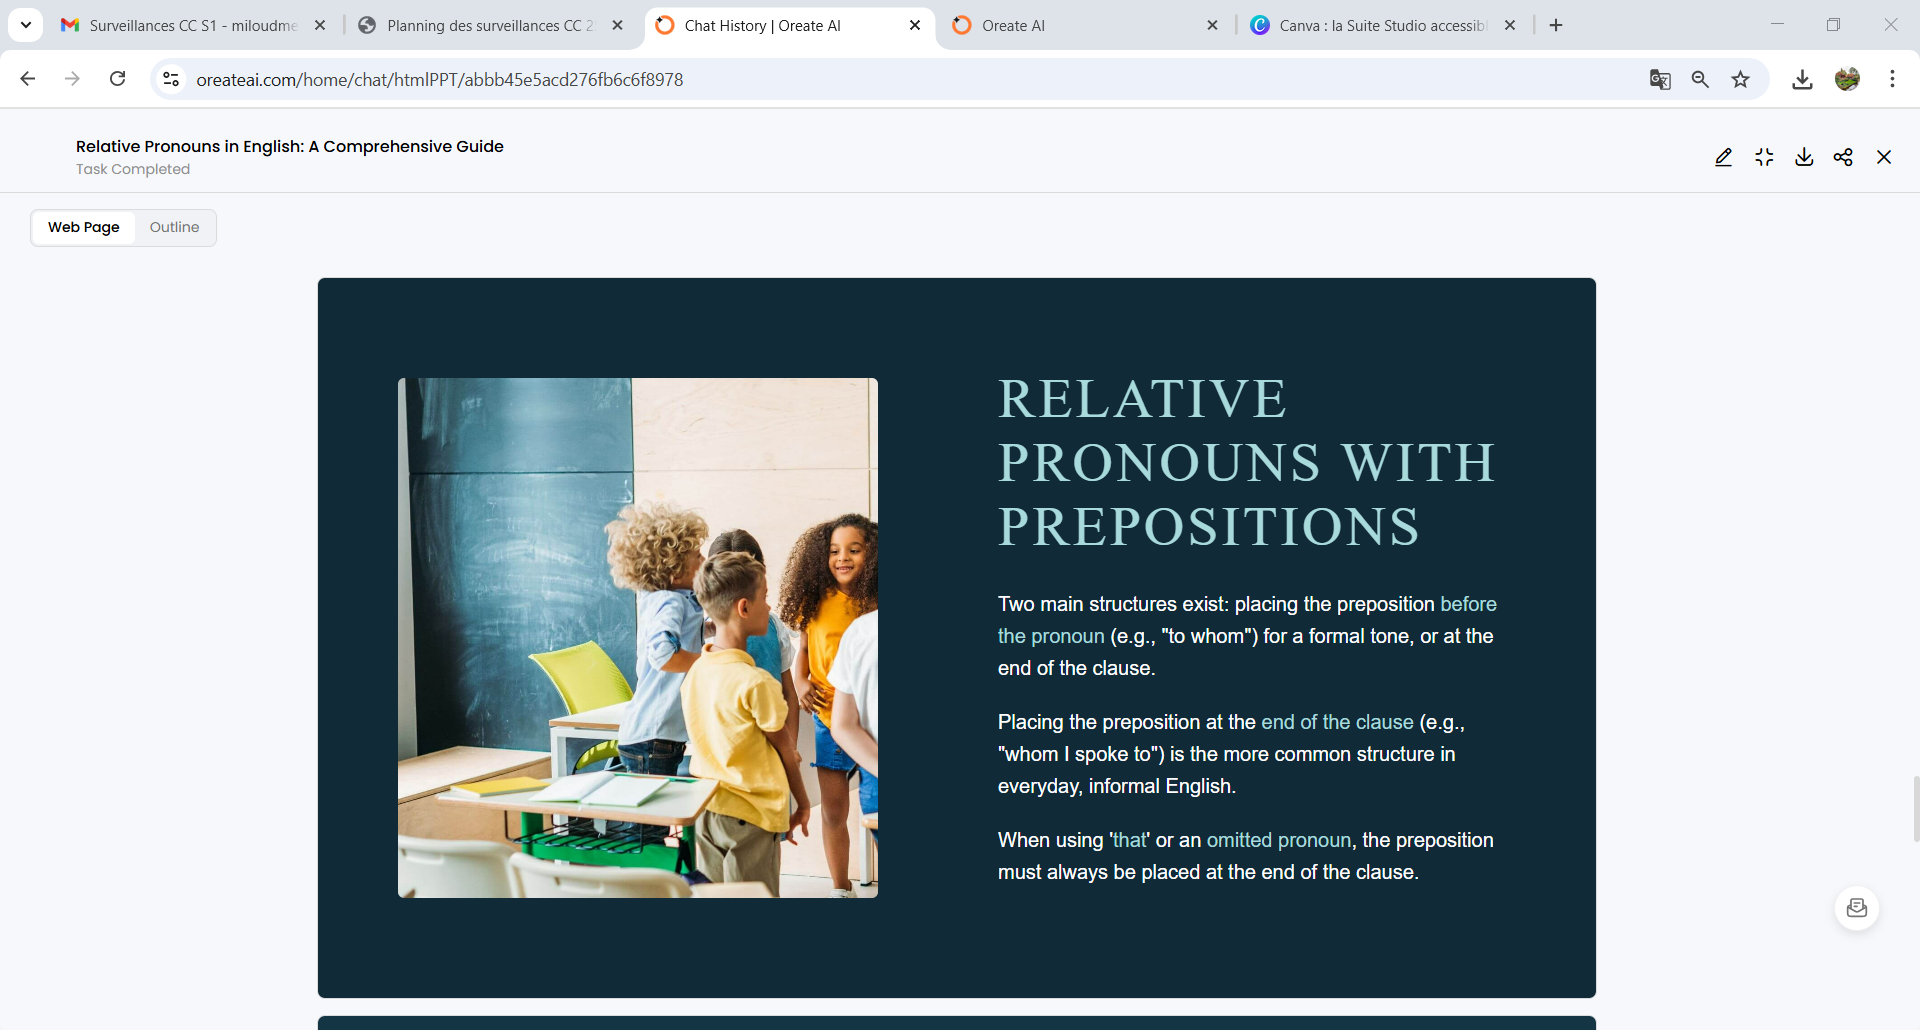 Surveillances CC S1 - miloudme
Planning des surveillances CC 2
Chat History | Oreate AI
Oreate AI
Canva : la Suite Studio accessibl
oreateai.com/home/chat/htmlPPT/abbb45e5acd276fb6c6f8978
Relative Pronouns in English: A Comprehensive Guide
Task Completed
Web Page
Outline
RELATIVE
PRONOUNS WITH
PREPOSITIONS
Two main structures exist: placing the preposition before
the pronoun (e.g., "to whom") for a formal tone, or at the
end of the clause.
Placing the preposition at the end of the clause (e.g.,
"whom I spoke to") is the more common structure in
everyday, informal English.
When using 'that' or an omitted pronoun, the preposition
must always be placed at the end of the clause.